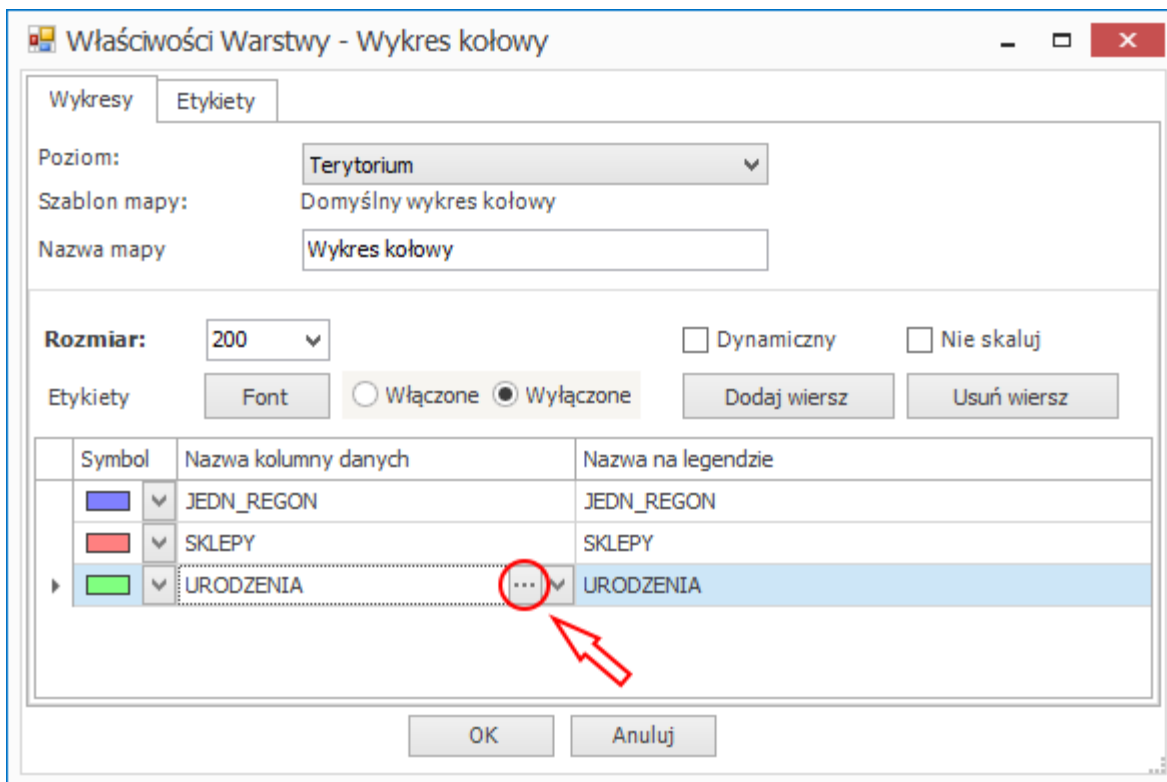 Właściwości Warstwy - Wykres kołowy
Wykresy Etykiety
Poziom: Terytorium
Szablon mapy: Domyślny wykres kołowy
Nazwa mapy Wykres kołowy
Rozmiar: 200 Dynamiczny Nie skaluj
Etykiety Font Włączone Wyłączone Dodaj wiersz Usuń wiersz
Symbol Nazwa kolumny danych Nazwa na legendzie
JEDN_REGON JEDN_REGON
SKLEPY SKLEPY
URODZENIA ... URODZENIA
OK Anuluj